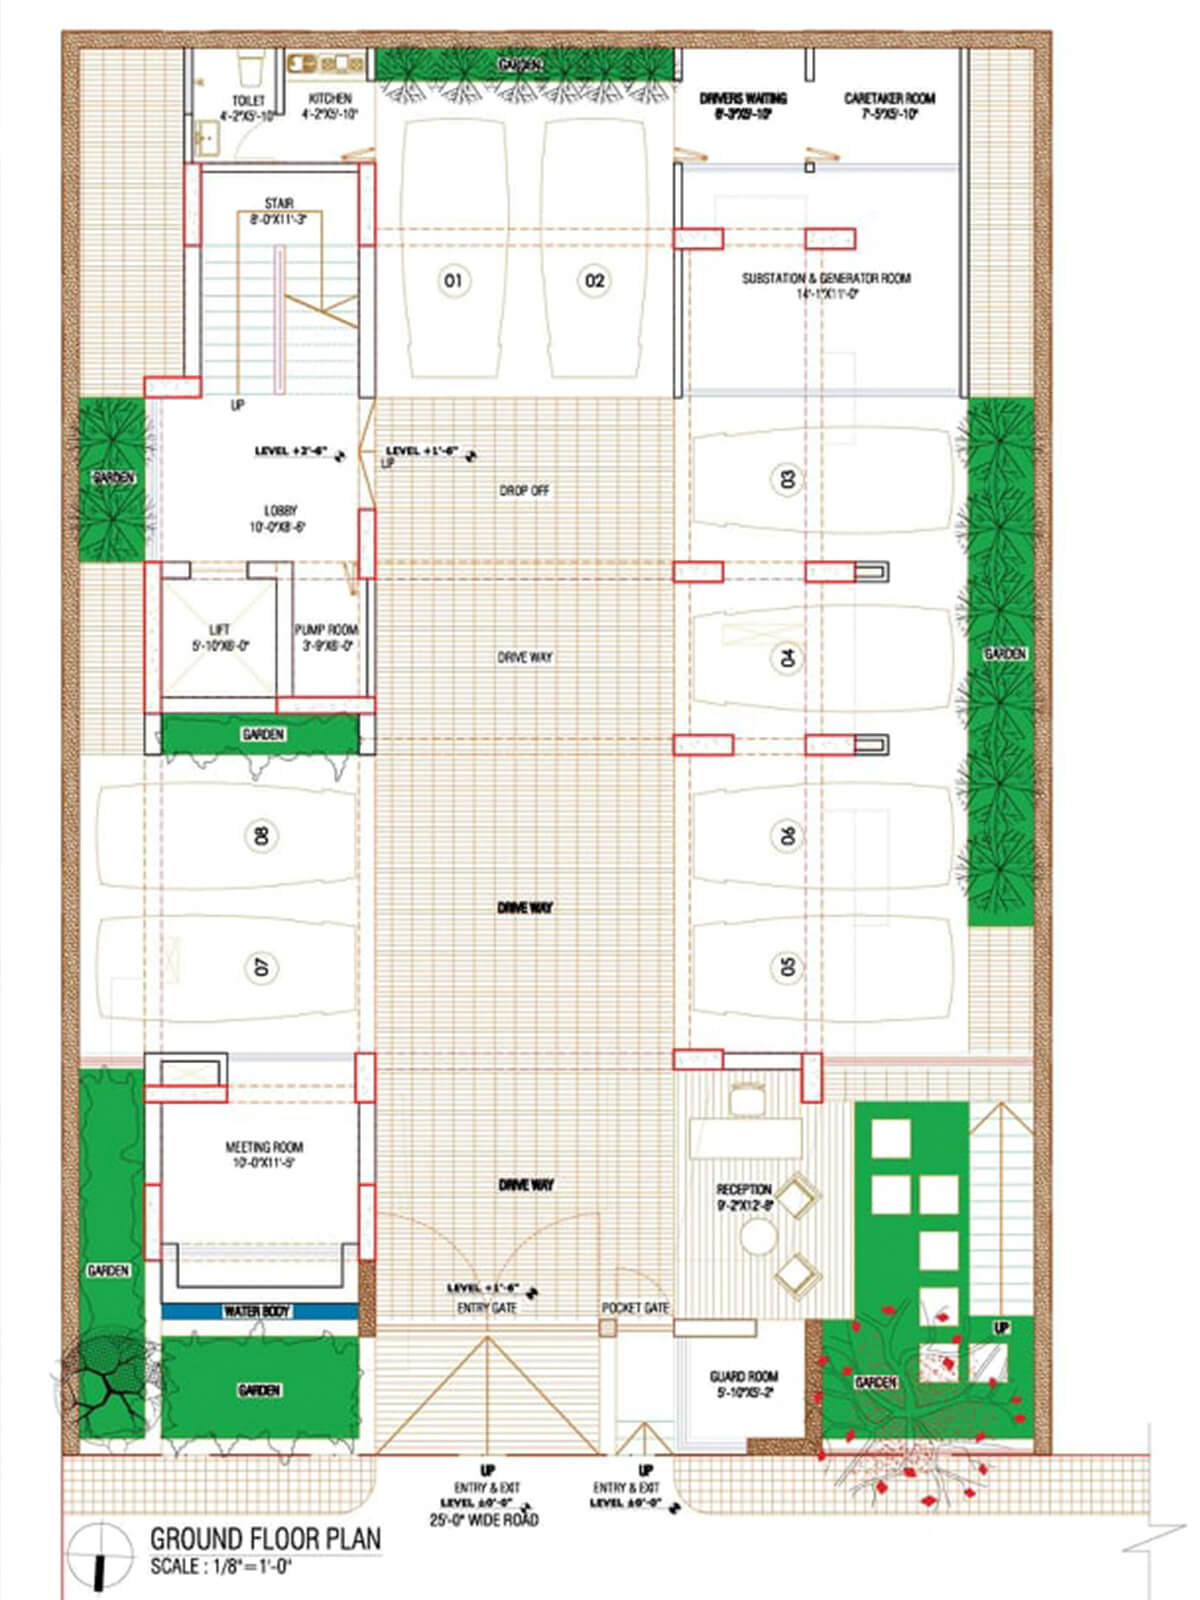 GARDEN
TOILET
4'-2"X5'-10"
KITCHEN
4'-2"X5'-10"
DRIVERS WAITING
6'-3"X5'-10"
CARETAKER ROOM
7'-5"X5'-10"
STAIR
8'-0"X11'-3"
01
02
SUBSTATION & GENERATOR ROOM
14'-1"X11'-0"
UP
LEVEL +2'-6"
LEVEL +1'-6"
UP
GARDEN
03
DROP OFF
LOBBY
10'-0"X8'-6"
LIFT
5'-10"X6'-0"
PUMP ROOM
3'-9"X6'-0"
DRIVE WAY
04
GARDEN
GARDEN
08
06
DRIVE WAY
07
05
MEETING ROOM
10'-0"X11'-5"
DRIVE WAY
RECEPTION
9'-2"X12'-8"
GARDEN
LEVEL +1'-6"
ENTRY GATE
POCKET GATE
WATER BODY
UP
GARDEN
GUARD ROOM
5'-10"X5'-2"
GARDEN
UP
ENTRY & EXIT
LEVEL ±0'-0"
25'-0" WIDE ROAD
UP
ENTRY & EXIT
LEVEL ±0'-0"
GROUND FLOOR PLAN
SCALE : 1/8"=1'-0"